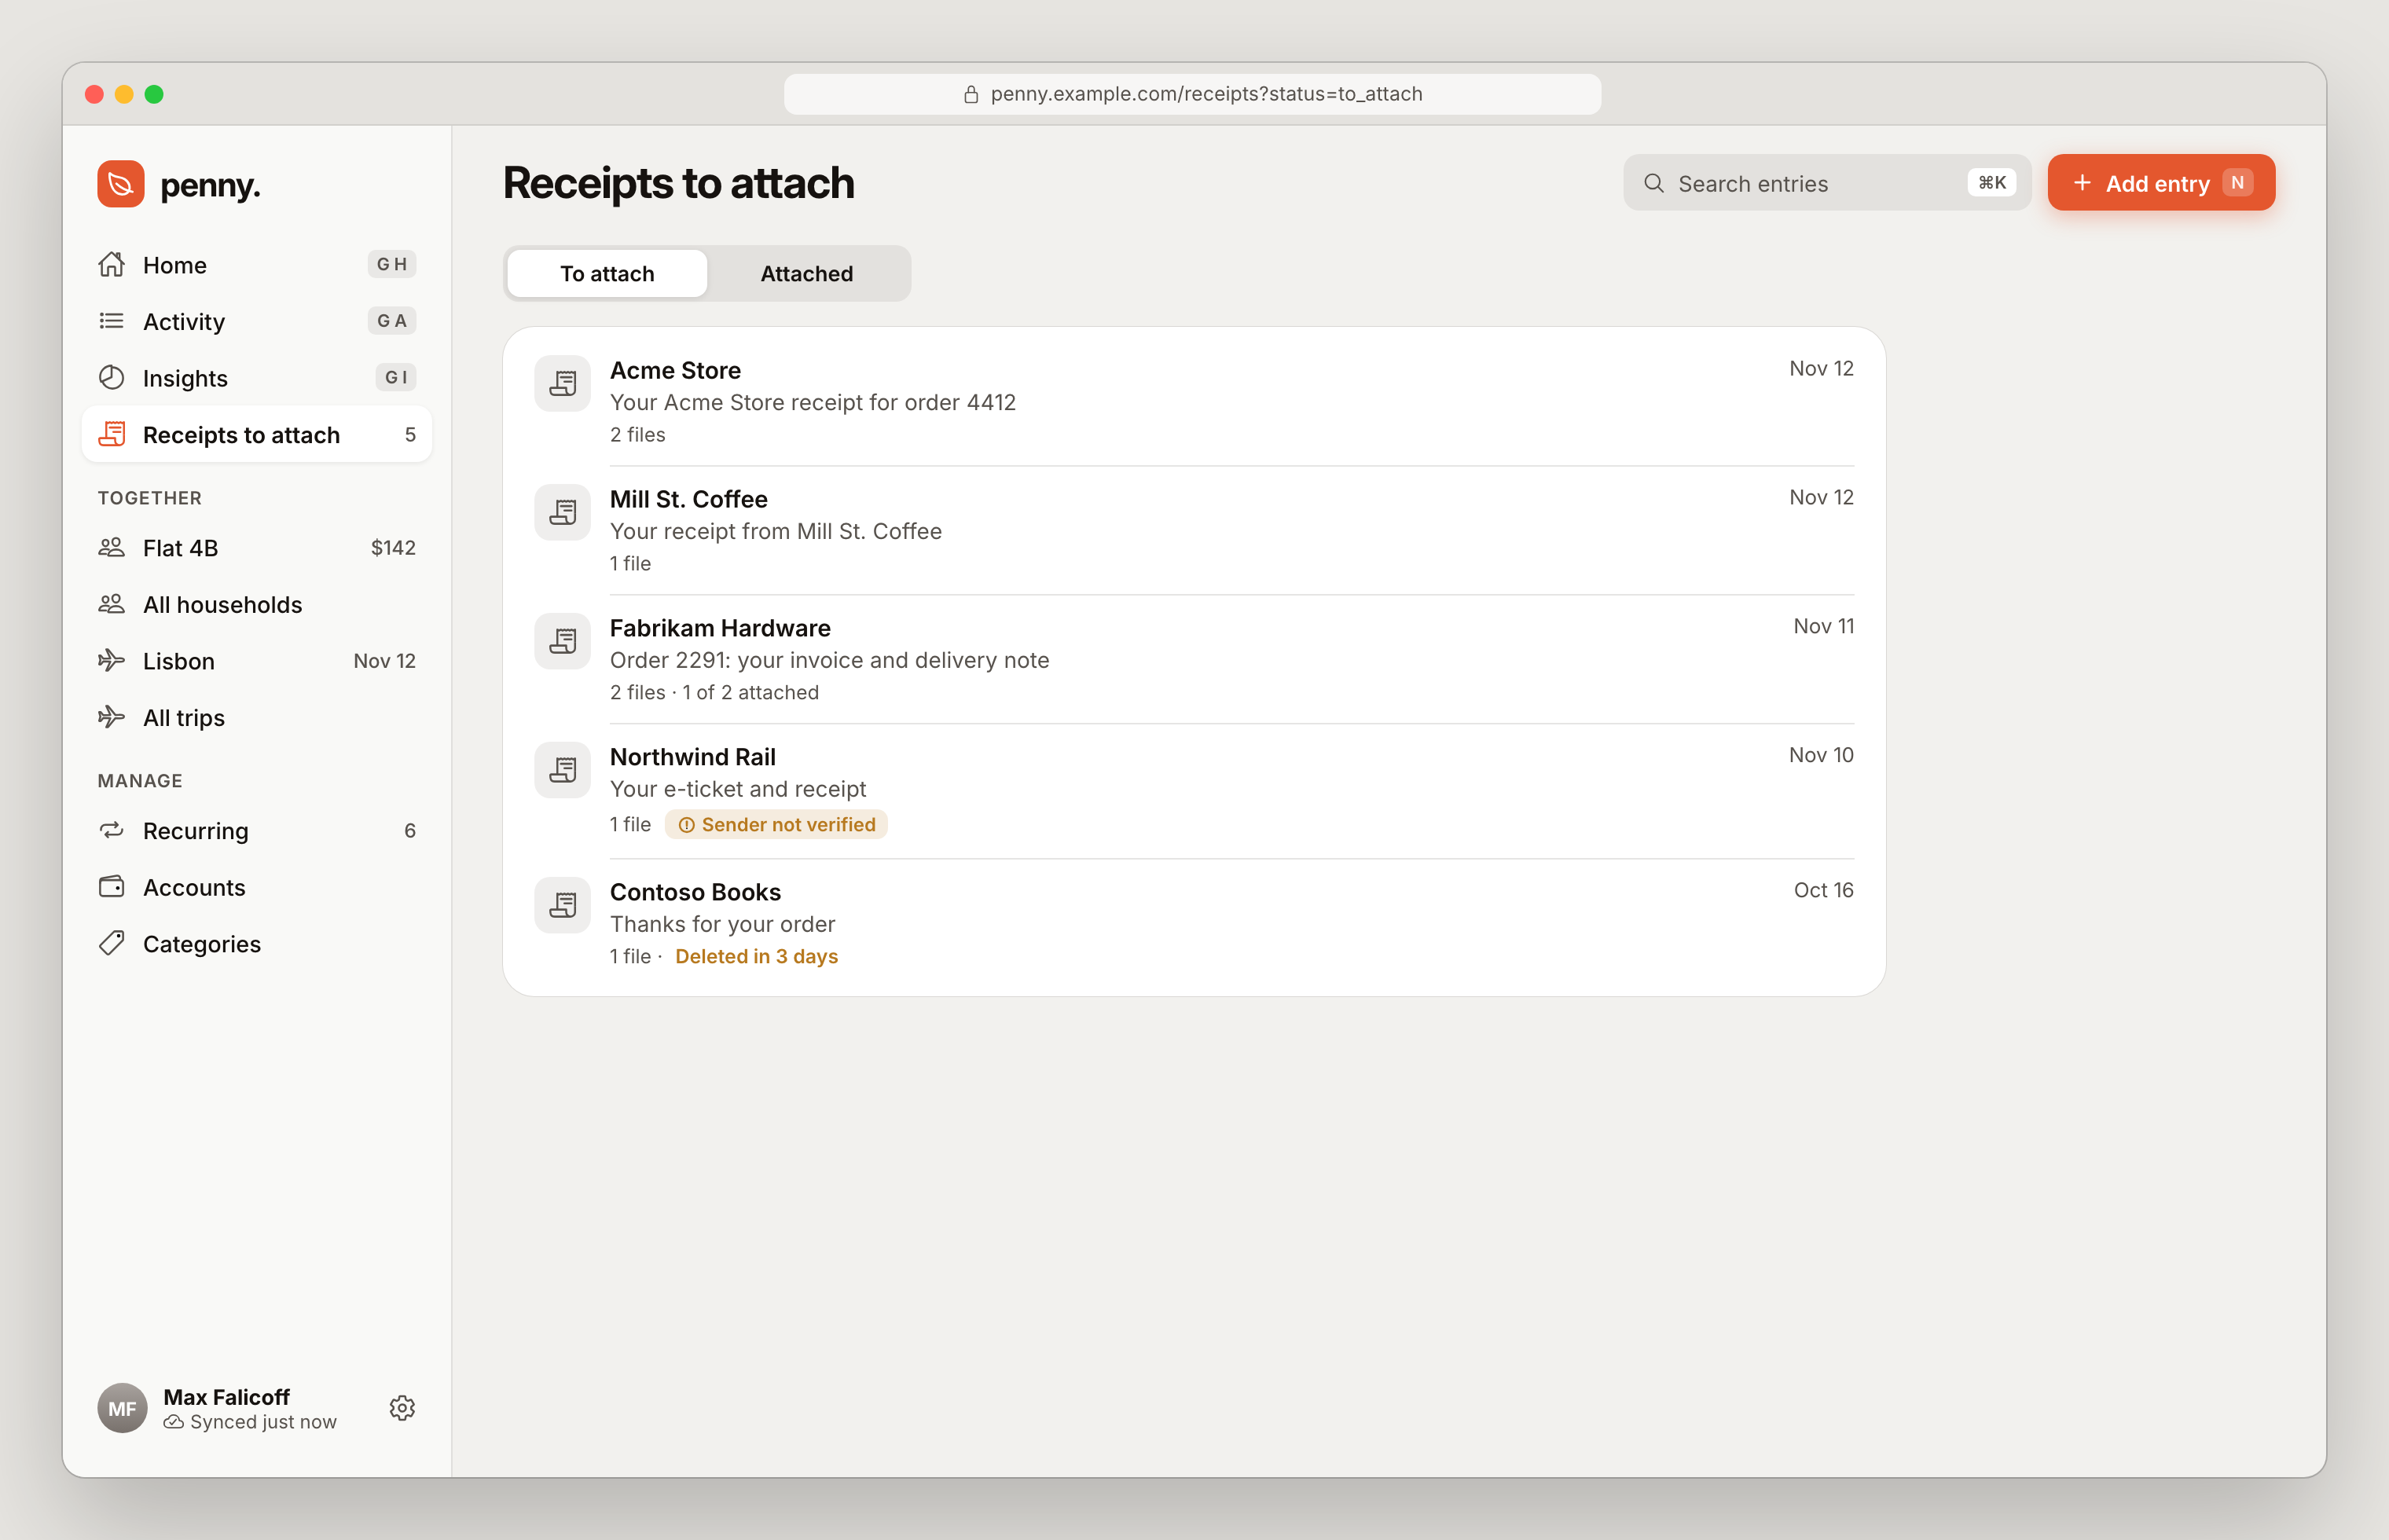 penny.example.com/receipts?status=to_attach
penny.
Home G H
Activity G A
Insights G I
Receipts to attach 5
TOGETHER
Flat 4B $142
All households
Lisbon Nov 12
All trips
MANAGE
Recurring 6
Accounts
Categories
MF
Max Falicoff
Synced just now
Receipts to attach
Search entries ⌘K
+ Add entry N
To attach
Attached
Acme Store Nov 12
Your Acme Store receipt for order 4412
2 files
Mill St. Coffee Nov 12
Your receipt from Mill St. Coffee
1 file
Fabrikam Hardware Nov 11
Order 2291: your invoice and delivery note
2 files · 1 of 2 attached
Northwind Rail Nov 10
Your e-ticket and receipt
1 file Sender not verified
Contoso Books Oct 16
Thanks for your order
1 file · Deleted in 3 days